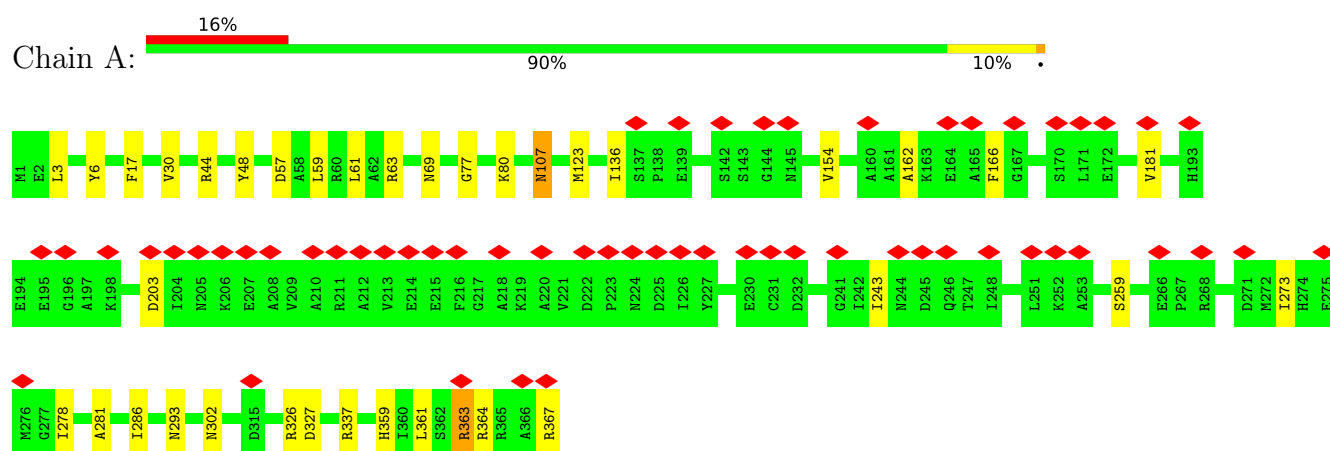 16%
Chain A:
90% 10% •
M1 E2 L3 Y6 F17 V30 R44 Y48 D57 A58 L59 R60 L61 A62 R63 N69 G77 K80 N107 M123 I136 S137 P138 E139 S142 S143 G144 N145 V154 A160 A161 A162 K163 E164 A165 F166 G167 S170 L171 E172 V181 H193
E194 E195 G196 A197 K198 D203 I204 N205 K206 E207 A208 V209 A210 R211 A212 V213 E214 E215 F216 G217 A218 K219 A220 V221 D222 P223 N224 D225 I226 Y227 E230 C231 D232 G241 I242 I243 N244 D245 Q246 T247 I248 L251 K252 A253 S259 E266 P267 R268 D271 M272 I273 H274 E275
M276 G277 I278 A281 I286 N293 N302 D315 R326 D327 R337 H359 I360 L361 S362 R363 R364 R365 A366 R367